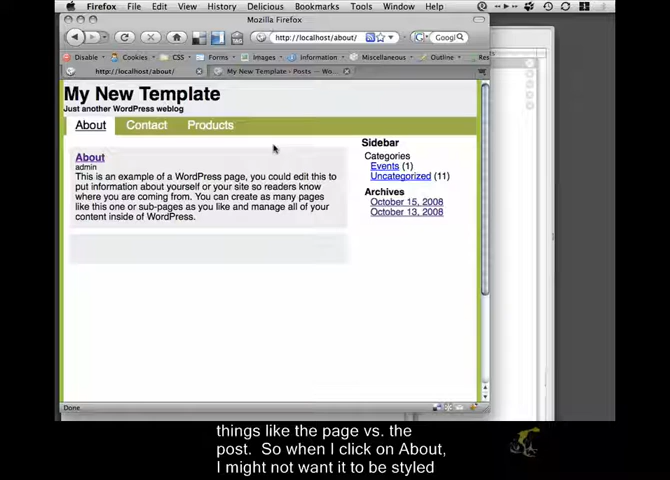 Firefox File Edit View History Delicious Bookmarks Tools
Mozilla Firefox
http://localhost/about/
Googl
Disable Cookies CSS Forms Images Information Miscellaneous Outline Res
http://localhost/about/ My New Template › Posts — Wo...
My New Template
Just another WordPress weblog
About Contact Products
About
admin
This is an example of a WordPress page, you could edit this to
put information about yourself or your site so readers know
where you are coming from. You can create as many pages
like this one or sub-pages as you like and manage all of your
content inside of WordPress.
Sidebar
Categories
Events (1)
Uncategorized (11)
Archives
October 15, 2008
October 13, 2008
Done
things like the page vs. the
post. So when I click on About,
I might not want it to be styled